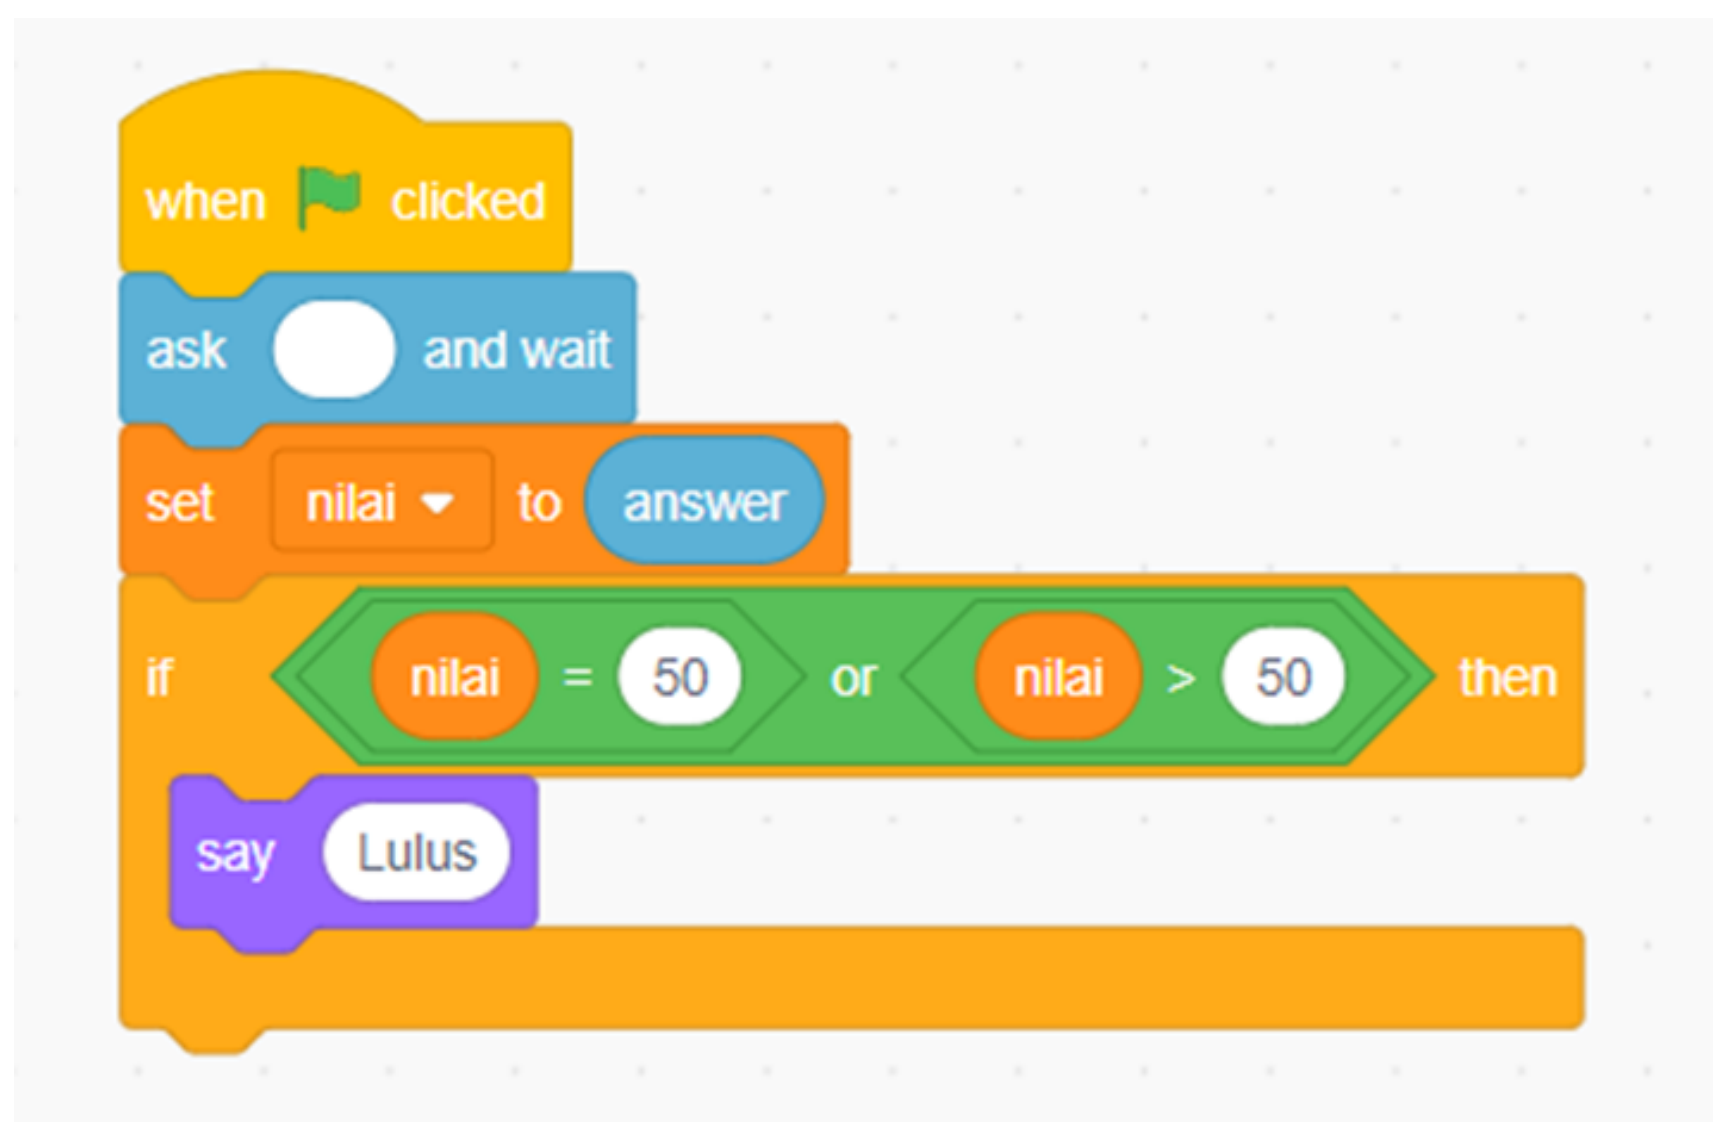 when clicked
ask and wait
set nilai to answer
if nilai = 50 or nilai > 50 then
say Lulus